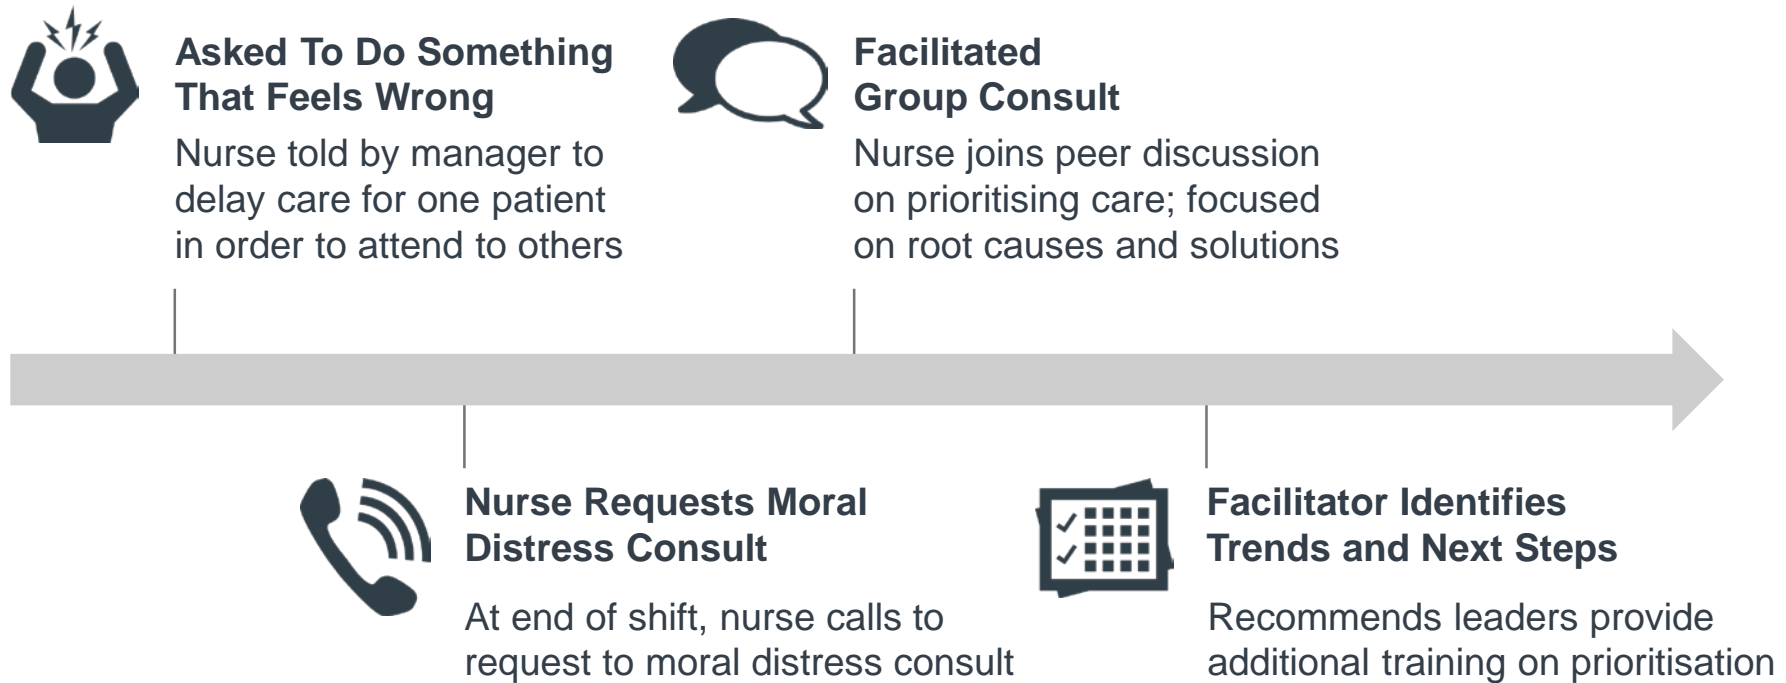 Asked To Do Something
That Feels Wrong
Nurse told by manager to
delay care for one patient
in order to attend to others
Facilitated
Group Consult
Nurse joins peer discussion
on prioritising care; focused
on root causes and solutions
Nurse Requests Moral
Distress Consult
At end of shift, nurse calls to
request to moral distress consult
Facilitator Identifies
Trends and Next Steps
Recommends leaders provide
additional training on prioritisation